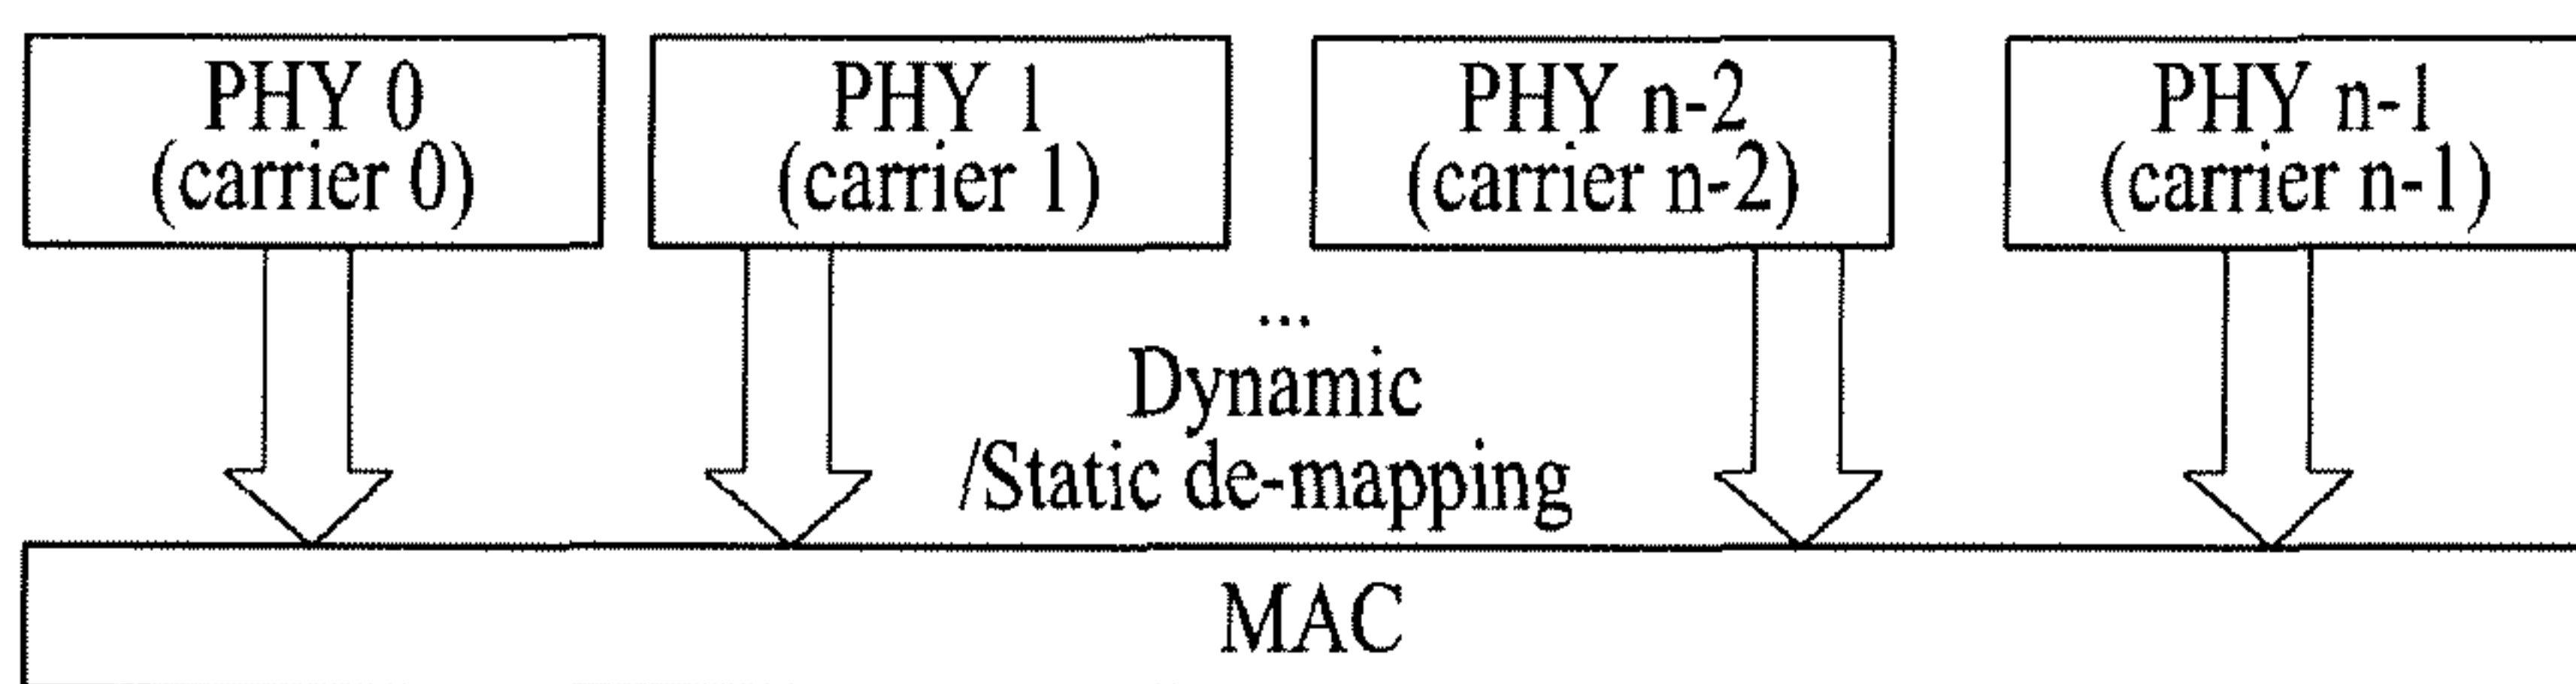 PHY 0
(carrier 0)
PHY 1
(carrier 1)
PHY n-2
(carrier n-2)
PHY n-1
(carrier n-1)
...
Dynamic
/Static de-mapping
MAC